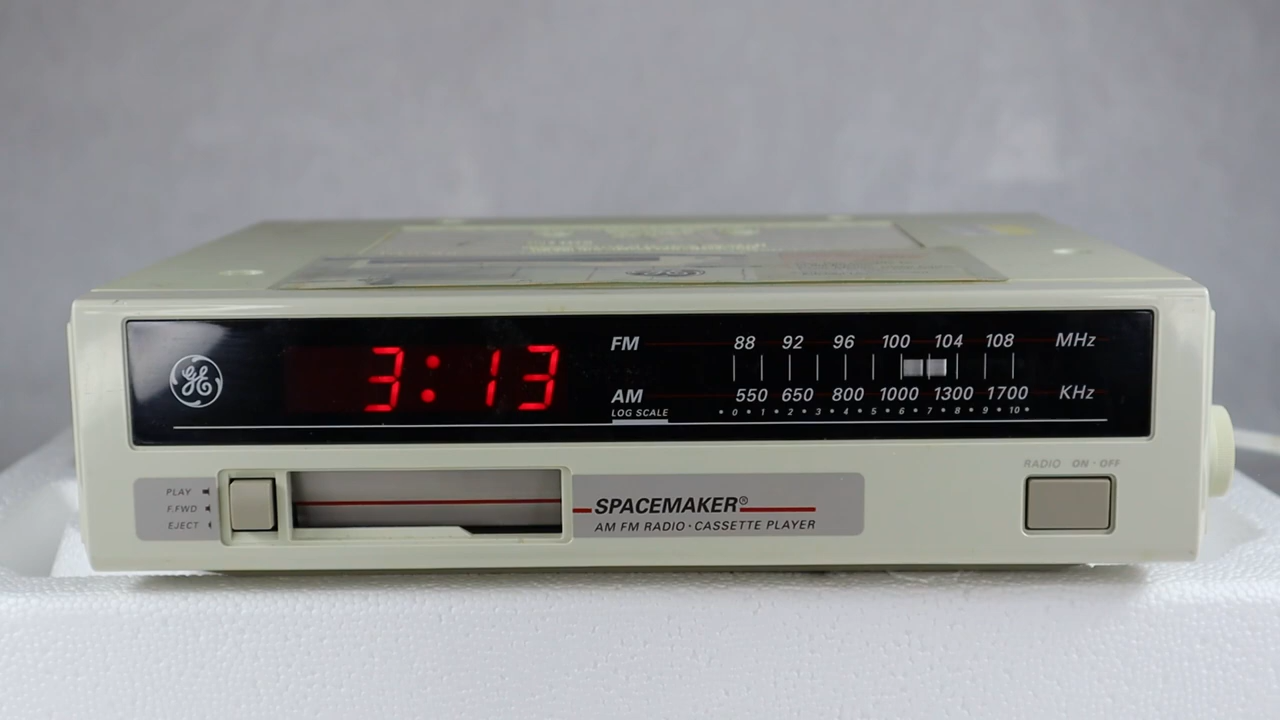 GE
3:13
FM 88 92 96 100 104 108 MHz
AM 550 650 800 1000 1300 1700 KHz
LOG SCALE • 0 • 1 • 2 • 3 • 4 • 5 • 6 • 7 • 8 • 9 • 10 •
RADIO ON - OFF
PLAY
F.FWD
EJECT
SPACEMAKER®
AM FM RADIO · CASSETTE PLAYER